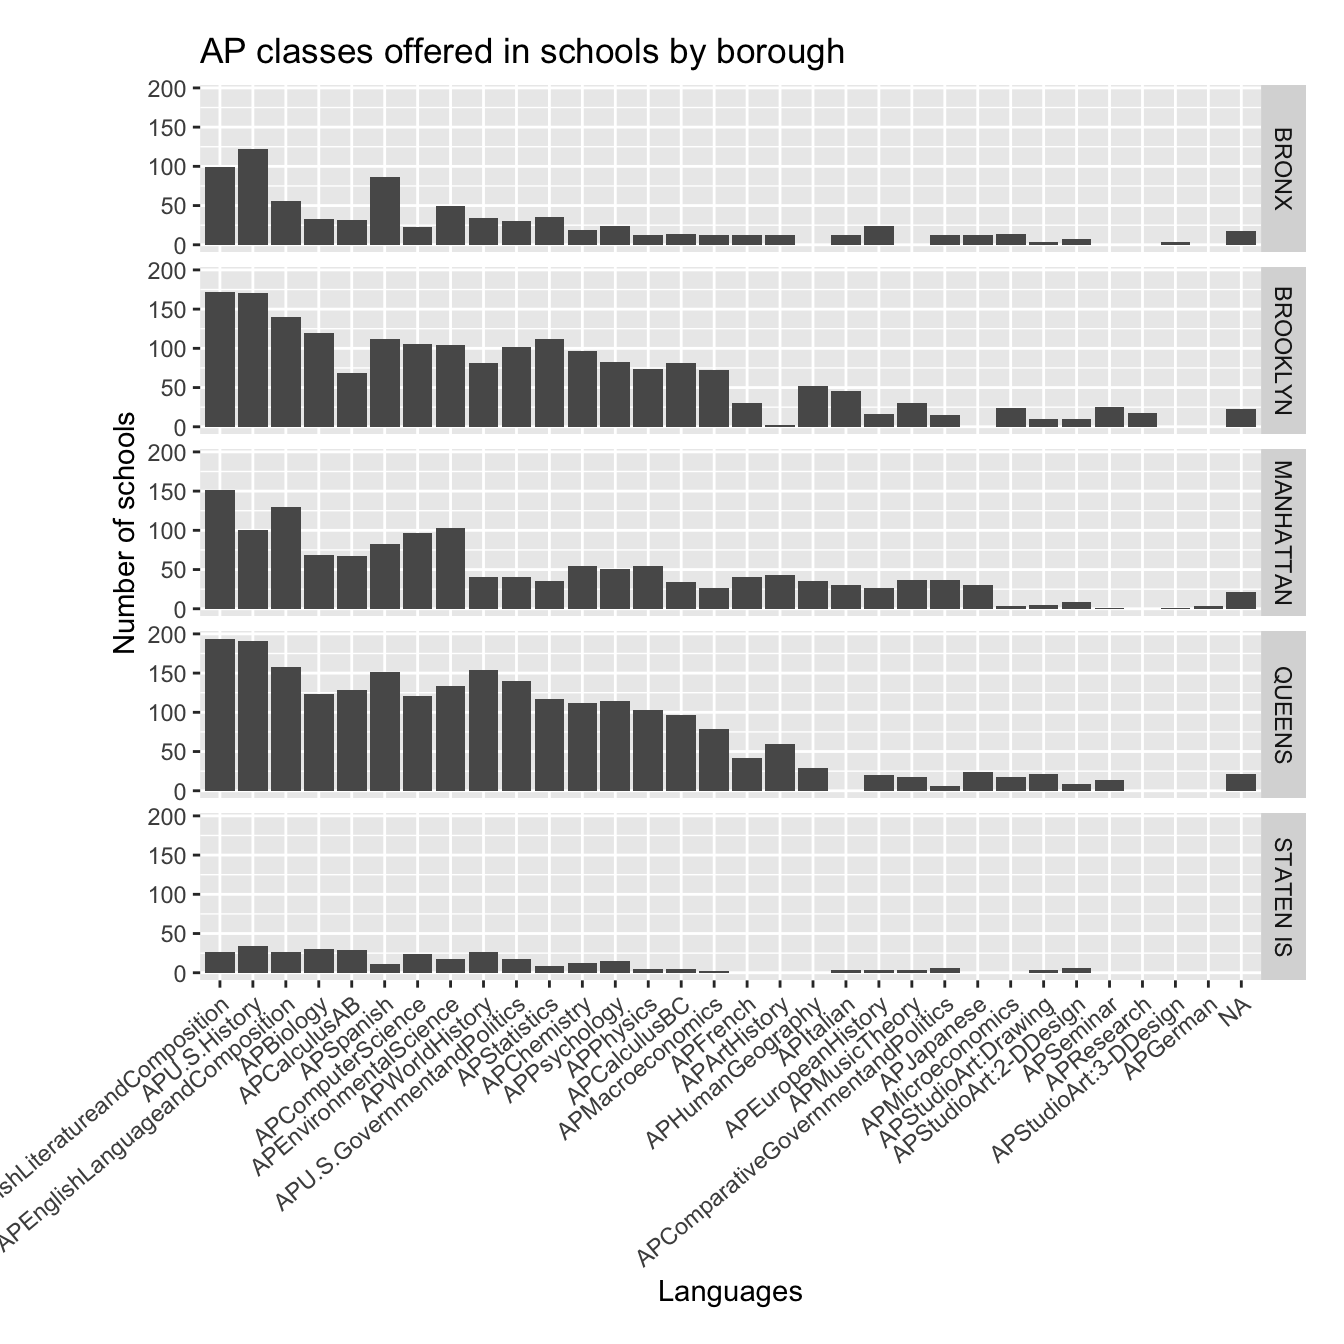 AP classes offered in schools by borough
Number of schools
200
150
100
50
0
BRONX
200
150
100
50
0
BROOKLYN
200
150
100
50
0
MANHATTAN
200
150
100
50
0
QUEENS
200
150
100
50
0
STATEN IS
shLiteratureandComposition
APU.S.History
APEnglishLanguageandComposition
APBiology
APCalculusAB
APSpanish
APComputerScience
APEnvironmentalScience
APWorldHistory
APU.S.GovernmentandPolitics
APStatistics
APChemistry
APPsychology
APPhysics
APCalculusBC
APMacroeconomics
APFrench
APArtHistory
APHumanGeography
APItalian
APEuropeanHistory
APMusicTheory
APComparativeGovernmentandPolitics
APJapanese
APMicroeconomics
APStudioArt:Drawing
APStudioArt:2-DDesign
APSeminar
APResearch
APStudioArt:3-DDesign
APGerman
NA
Languages